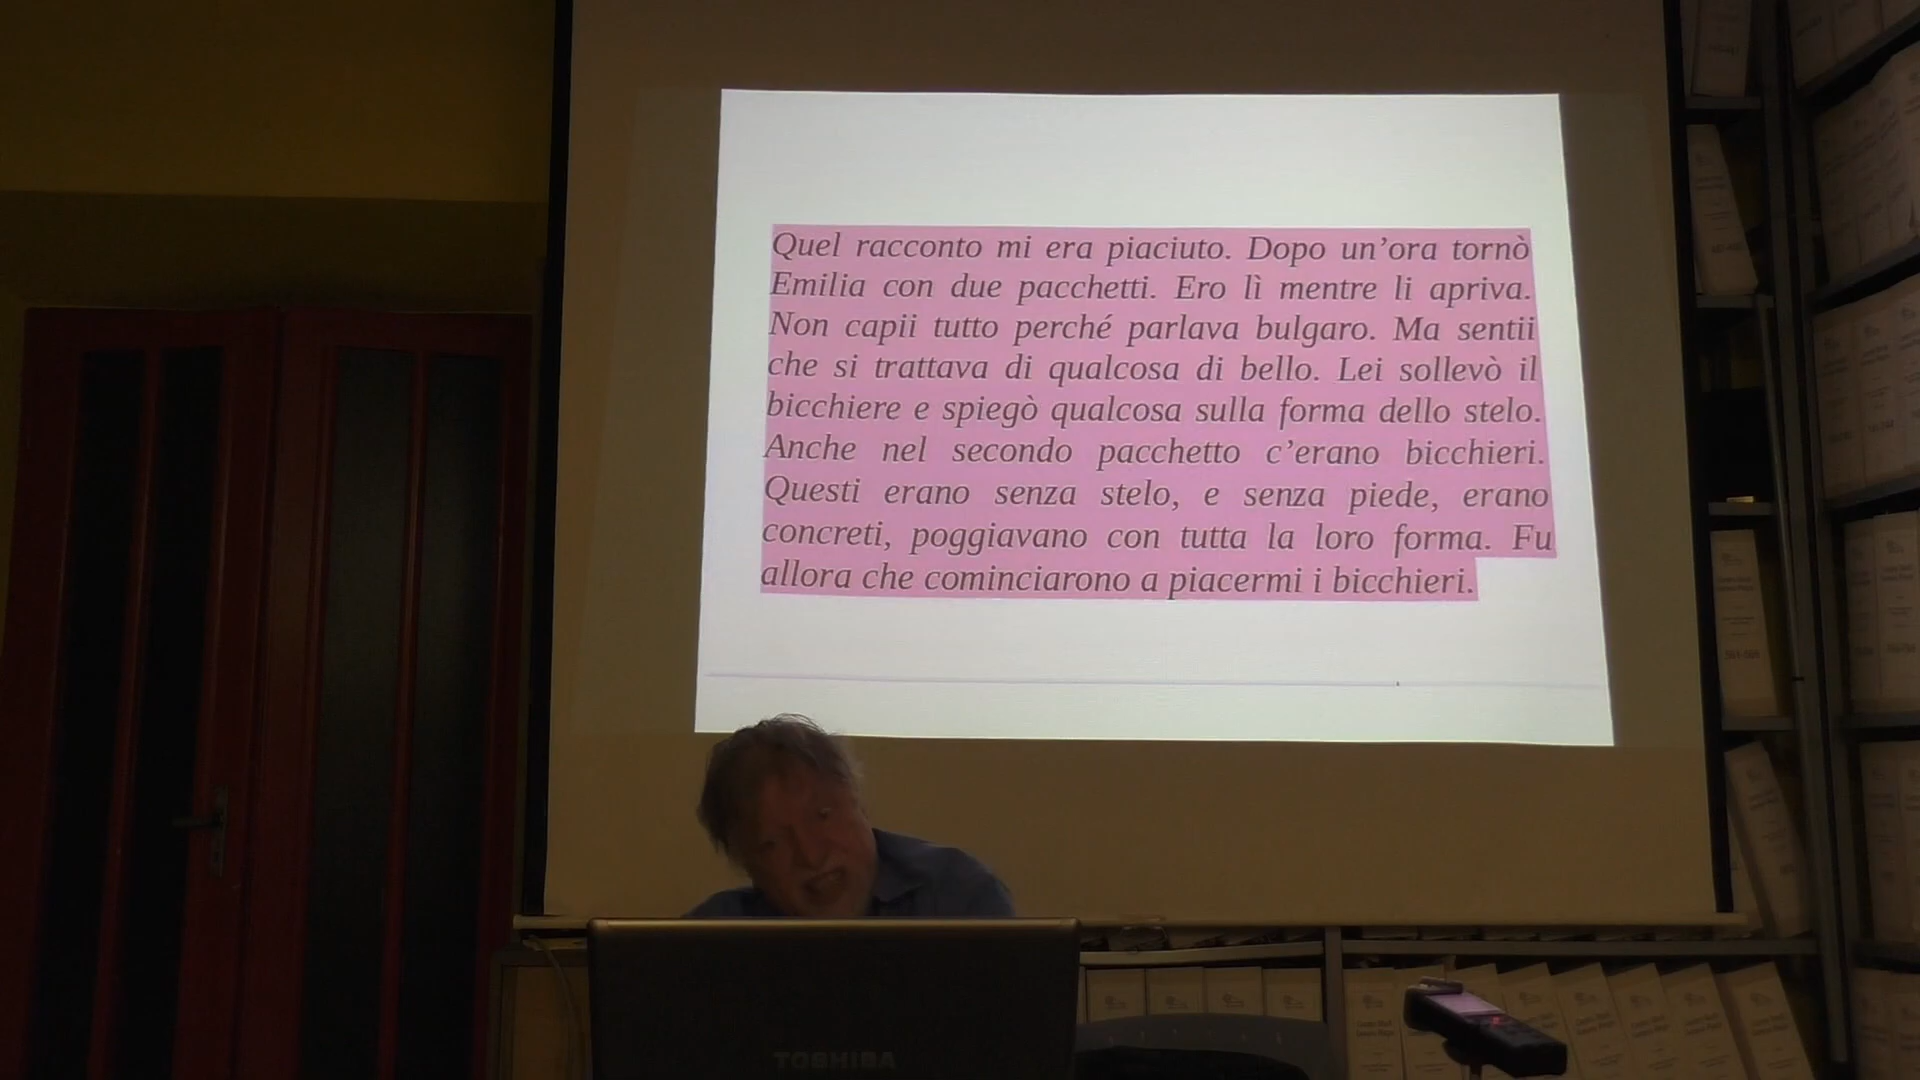 Quel racconto mi era piaciuto. Dopo un’ora tornò
Emilia con due pacchetti. Ero lì mentre li apriva.
Non capii tutto perché parlava bulgaro. Ma sentii
che si trattava di qualcosa di bello. Lei sollevò il
bicchiere e spiegò qualcosa sulla forma dello stelo.
Anche nel secondo pacchetto c’erano bicchieri.
Questi erano senza stelo, e senza piede, erano
concreti, poggiavano con tutta la loro forma. Fu
allora che cominciarono a piacermi i bicchieri.
TOSHIBA